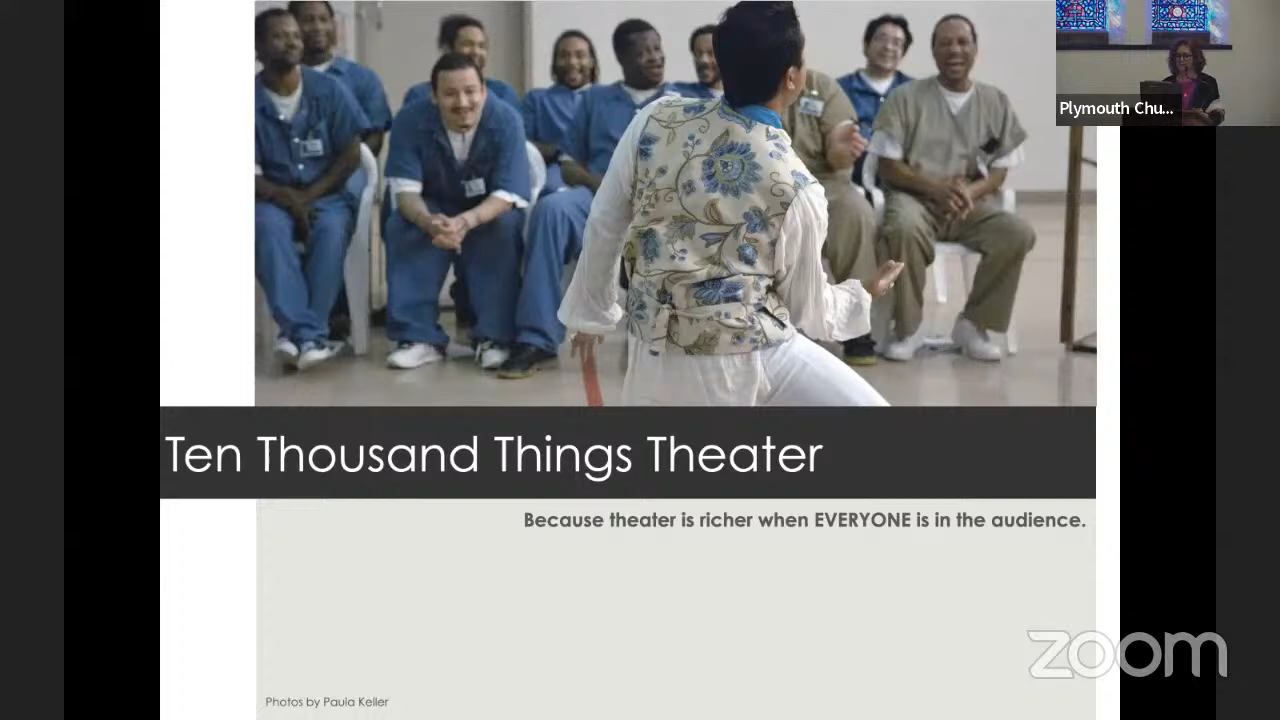 Plymouth Chu...
Ten Thousand Things Theater
Because theater is richer when EVERYONE is in the audience.
zoom
Photos by Paula Keller